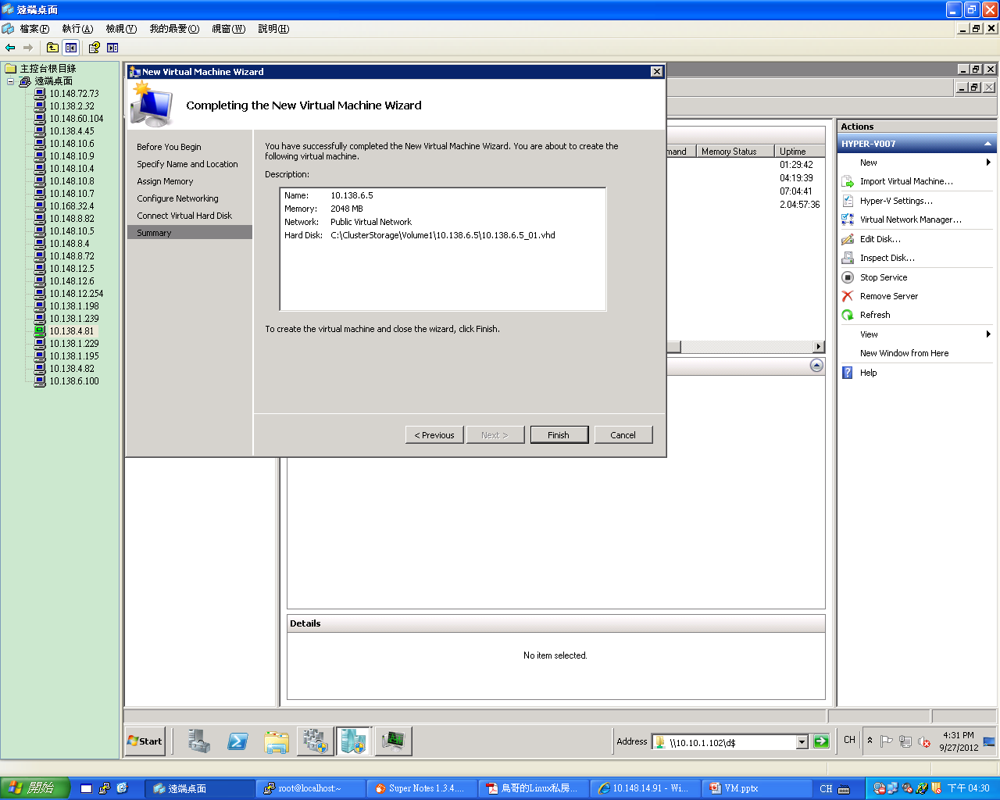 遠端桌面
檔案(F) 執行(A) 檢視(V) 我的最愛(O) 視窗(W) 說明(H)
主控台根目錄
遠端桌面
10.148.72.73
10.138.2.32
10.148.60.104
10.138.4.45
10.148.10.6
10.148.10.9
10.148.10.4
10.148.10.8
10.148.10.7
10.168.32.4
10.148.8.82
10.148.10.5
10.148.8.4
10.148.8.72
10.148.12.5
10.148.12.6
10.148.12.254
10.138.1.198
10.138.1.239
10.138.4.81
10.138.1.229
10.138.1.195
10.138.4.82
10.138.6.100
New Virtual Machine Wizard
Completing the New Virtual Machine Wizard
Before You Begin
Specify Name and Location
Assign Memory
Configure Networking
Connect Virtual Hard Disk
Summary
You have successfully completed the New Virtual Machine Wizard. You are about to create the
following virtual machine.
Description:
Name: 10.138.6.5
Memory: 2048 MB
Network: Public Virtual Network
Hard Disk: C:\ClusterStorage\Volume1\10.138.6.5\10.138.6.5_01.vhd
To create the virtual machine and close the wizard, click Finish.
< Previous Next > Finish Cancel
mand Memory Status Uptime
01:29:42
04:19:39
07:04:41
2.04:57:36
Details
No item selected.
Actions
HYPER-V007
New
Import Virtual Machine...
Hyper-V Settings...
Virtual Network Manager...
Edit Disk...
Inspect Disk...
Stop Service
Remove Server
Refresh
View
New Window from Here
Help
Start Address \\10.10.1.102\d$ CH 4:31 PM
9/27/2012
開始 遠端桌面 root@localhost:~ Super Notes 1.3.4.... 鳥哥的Linux私房... 10.148.14.91 - Wi... VM.pptx CH 下午 04:30